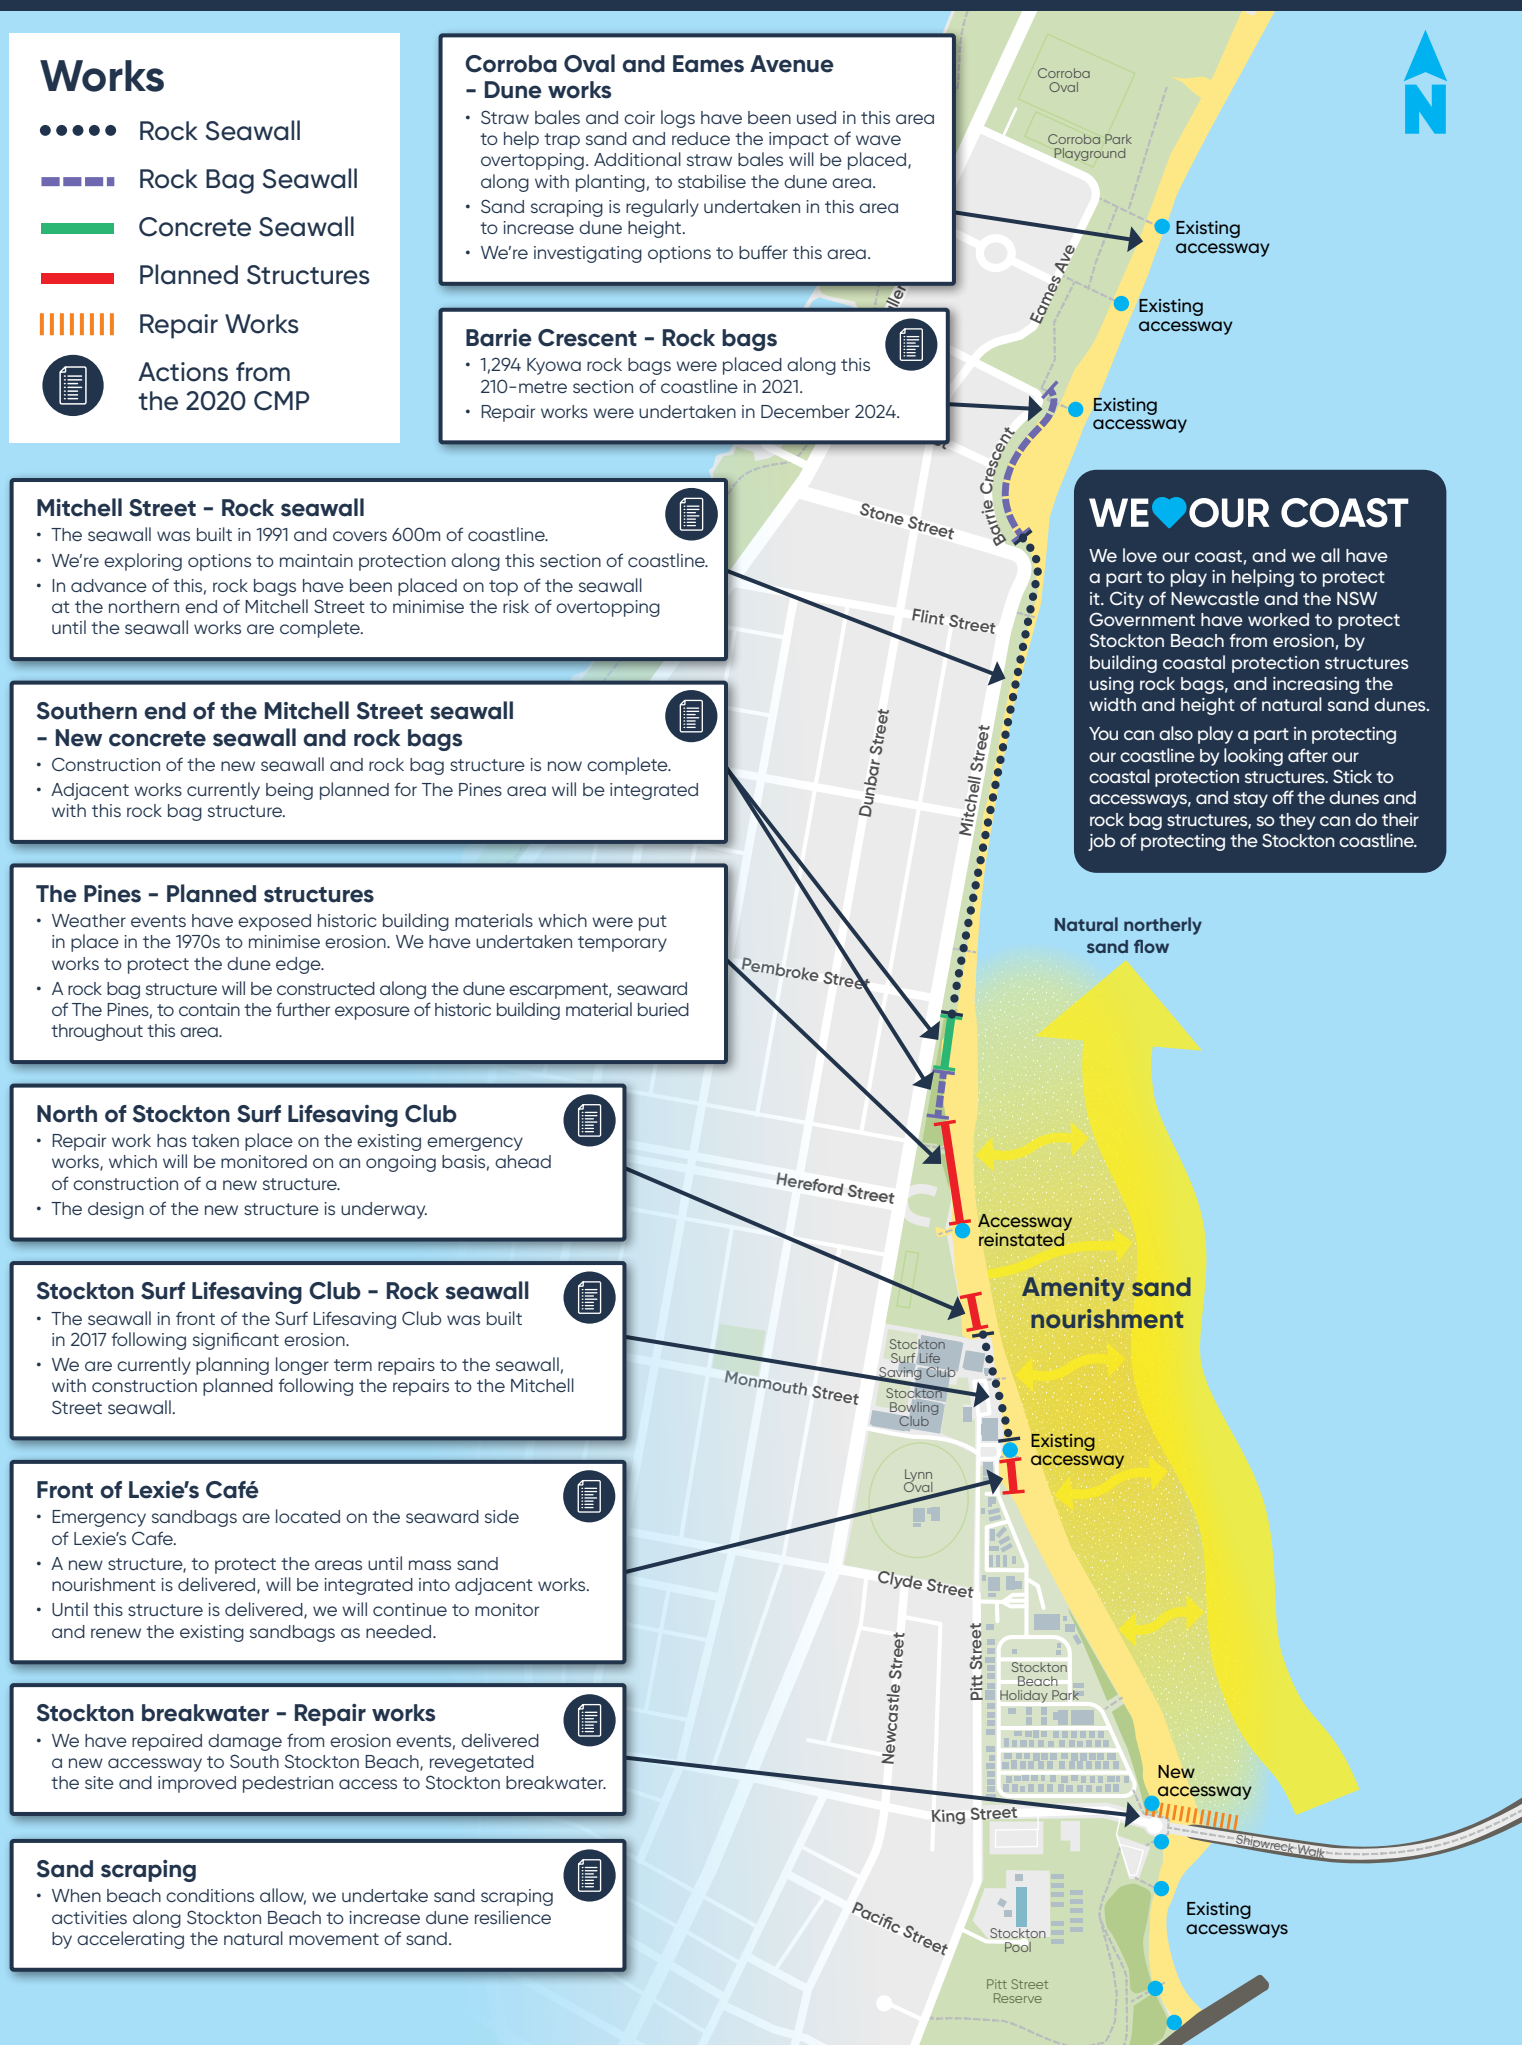 Works
Rock Seawall
Rock Bag Seawall
Concrete Seawall
Planned Structures
Repair Works
Actions from
the 2020 CMP
Corroba Oval and Eames Avenue
- Dune works
• Straw bales and coir logs have been used in this area
to help trap sand and reduce the impact of wave
overtopping. Additional straw bales will be placed,
along with planting, to stabilise the dune area.
• Sand scraping is regularly undertaken in this area
to increase dune height.
• We're investigating options to buffer this area.
Barrie Crescent - Rock bags
• 1,294 Kyowa rock bags were placed along this
210-metre section of coastline in 2021.
• Repair works were undertaken in December 2024.
Mitchell Street - Rock seawall
• The seawall was built in 1991 and covers 600m of coastline.
• We're exploring options to maintain protection along this section of coastline.
• In advance of this, rock bags have been placed on top of the seawall
at the northern end of Mitchell Street to minimise the risk of overtopping
until the seawall works are complete.
Southern end of the Mitchell Street seawall
- New concrete seawall and rock bags
• Construction of the new seawall and rock bag structure is now complete.
• Adjacent works currently being planned for The Pines area will be integrated
with this rock bag structure.
The Pines - Planned structures
• Weather events have exposed historic building materials which were put
in place in the 1970s to minimise erosion. We have undertaken temporary
works to protect the dune edge.
• A rock bag structure will be constructed along the dune escarpment, seaward
of The Pines, to contain the further exposure of historic building material buried
throughout this area.
North of Stockton Surf Lifesaving Club
• Repair work has taken place on the existing emergency
works, which will be monitored on an ongoing basis, ahead
of construction of a new structure.
• The design of the new structure is underway.
Stockton Surf Lifesaving Club - Rock seawall
• The seawall in front of the Surf Lifesaving Club was built
in 2017 following significant erosion.
• We are currently planning longer term repairs to the seawall,
with construction planned following the repairs to the Mitchell
Street seawall.
Front of Lexie's Café
• Emergency sandbags are located on the seaward side
of Lexie's Cafe.
• A new structure, to protect the areas until mass sand
nourishment is delivered, will be integrated into adjacent works.
• Until this structure is delivered, we will continue to monitor
and renew the existing sandbags as needed.
Stockton breakwater - Repair works
• We have repaired damage from erosion events, delivered
a new accessway to South Stockton Beach, revegetated
the site and improved pedestrian access to Stockton breakwater.
Sand scraping
• When beach conditions allow, we undertake sand scraping
activities along Stockton Beach to increase dune resilience
by accelerating the natural movement of sand.
N
Corroba
Oval
Corroba Park
Playground
Existing
accessway
Eames Ave
Existing
accessway
Existing
accessway
Barrie Crescent
Stone Street
Flint Street
WE OUR COAST
We love our coast, and we all have
a part to play in helping to protect
it. City of Newcastle and the NSW
Government have worked to protect
Stockton Beach from erosion, by
building coastal protection structures
using rock bags, and increasing the
width and height of natural sand dunes.
You can also play a part in protecting
our coastline by looking after our
coastal protection structures. Stick to
accessways, and stay off the dunes and
rock bag structures, so they can do their
job of protecting the Stockton coastline.
Dunbar Street
Mitchell Street
Natural northerly
sand flow
Pembroke Street
Hereford Street
Accessway
reinstated
Amenity sand
nourishment
Stockton
Surf Life
Saving Club
Monmouth Street
Stockton
Bowling
Club
Existing
accessway
Lynn
Oval
Clyde Street
Newcastle Street
Pitt Street
Stockton
Beach
Holiday Park
New
accessway
King Street
Shipwreck Walk
Existing
accessways
Pacific Street
Stockton
Pool
Pitt Street
Reserve